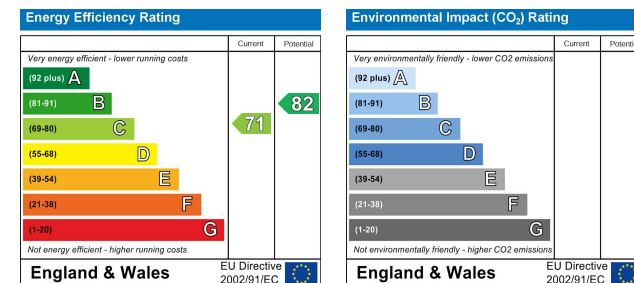 Energy Efficiency Rating
Current Potential
Very energy efficient - lower running costs
(92 plus) A
(81-91) B
(69-80) C
(55-68) D
(39-54) E
(21-38) F
(1-20) G
71
82
Not energy efficient - higher running costs
England & Wales
EU Directive
2002/91/EC
Environmental Impact (CO₂) Rating
Current Potenti
Very environmentally friendly - lower CO2 emissions
(92 plus) A
(81-91) B
(69-80) C
(55-68) D
(39-54) E
(21-38) F
(1-20) G
Not environmentally friendly - higher CO2 emissions
England & Wales
EU Directive
2002/91/EC